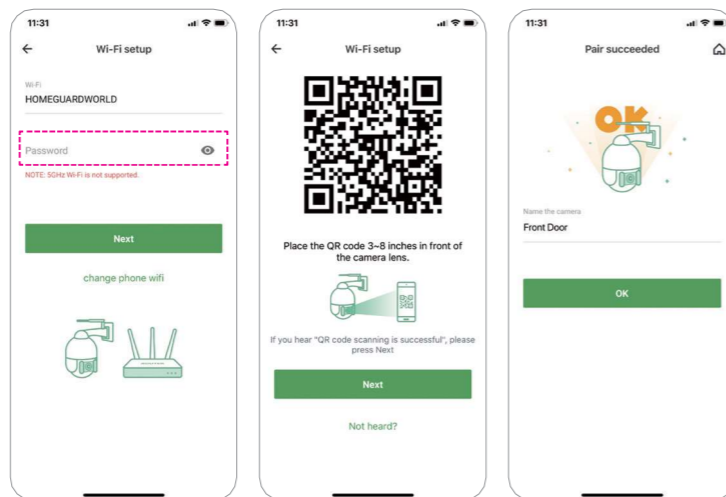 11:31
Wi-Fi setup
Wi-Fi
HOMEGUARDWORLD
Password
NOTE: 5GHz Wi-Fi is not supported.
Next
change phone wifi
11:31
Wi-Fi setup
Place the QR code 3~8 inches in front of
the camera lens.
If you hear "QR code scanning is successful", please
press Next
Next
Not heard?
11:31
Pair succeeded
OK
Name the camera
Front Door
OK